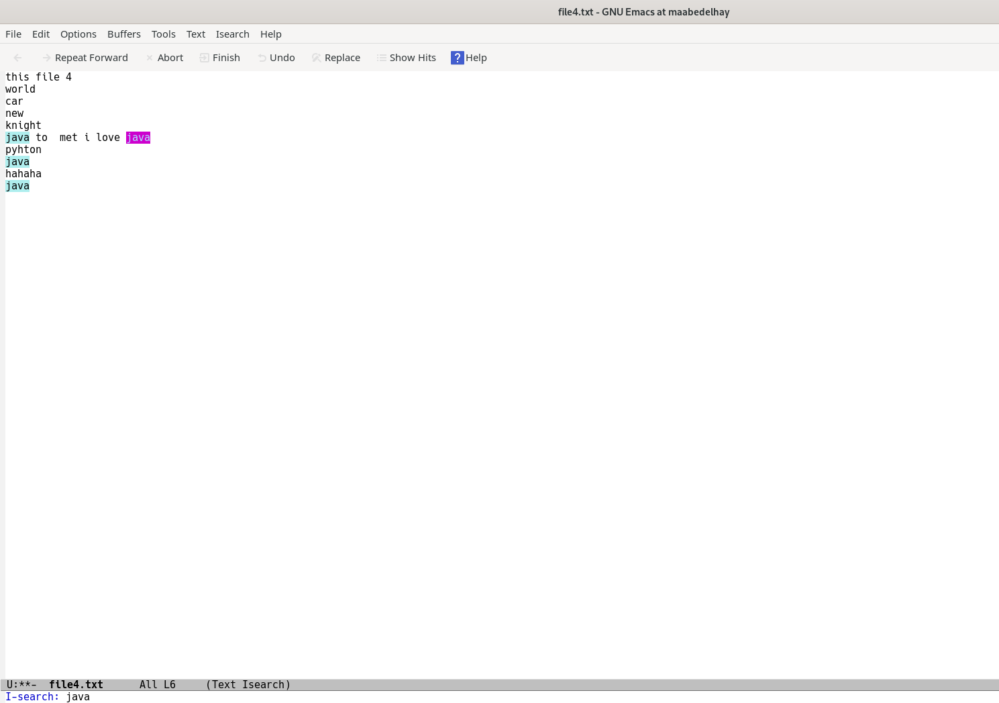 file4.txt - GNU Emacs at maabedelhay
File Edit Options Buffers Tools Text Isearch Help
Repeat Forward Abort Finish Undo Replace Show Hits ? Help
this file 4
world
car
new
knight
java to  met i love java
pyhton
java
hahaha
java
U:**-  file4.txt      All L6     (Text Isearch)
I-search: java